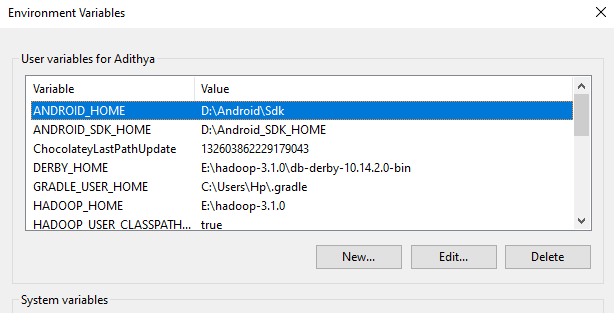 Environment Variables
User variables for Adithya
Variable Value
ANDROID_HOME D:\Android\Sdk
ANDROID_SDK_HOME D:\Android_SDK_HOME
ChocolateyLastPathUpdate 132603862229179043
DERBY_HOME E:\hadoop-3.1.0\db-derby-10.14.2.0-bin
GRADLE_USER_HOME C:\Users\Hp\.gradle
HADOOP_HOME E:\hadoop-3.1.0
HADOOP_USER_CLASSPATH... true
New... Edit... Delete
System variables